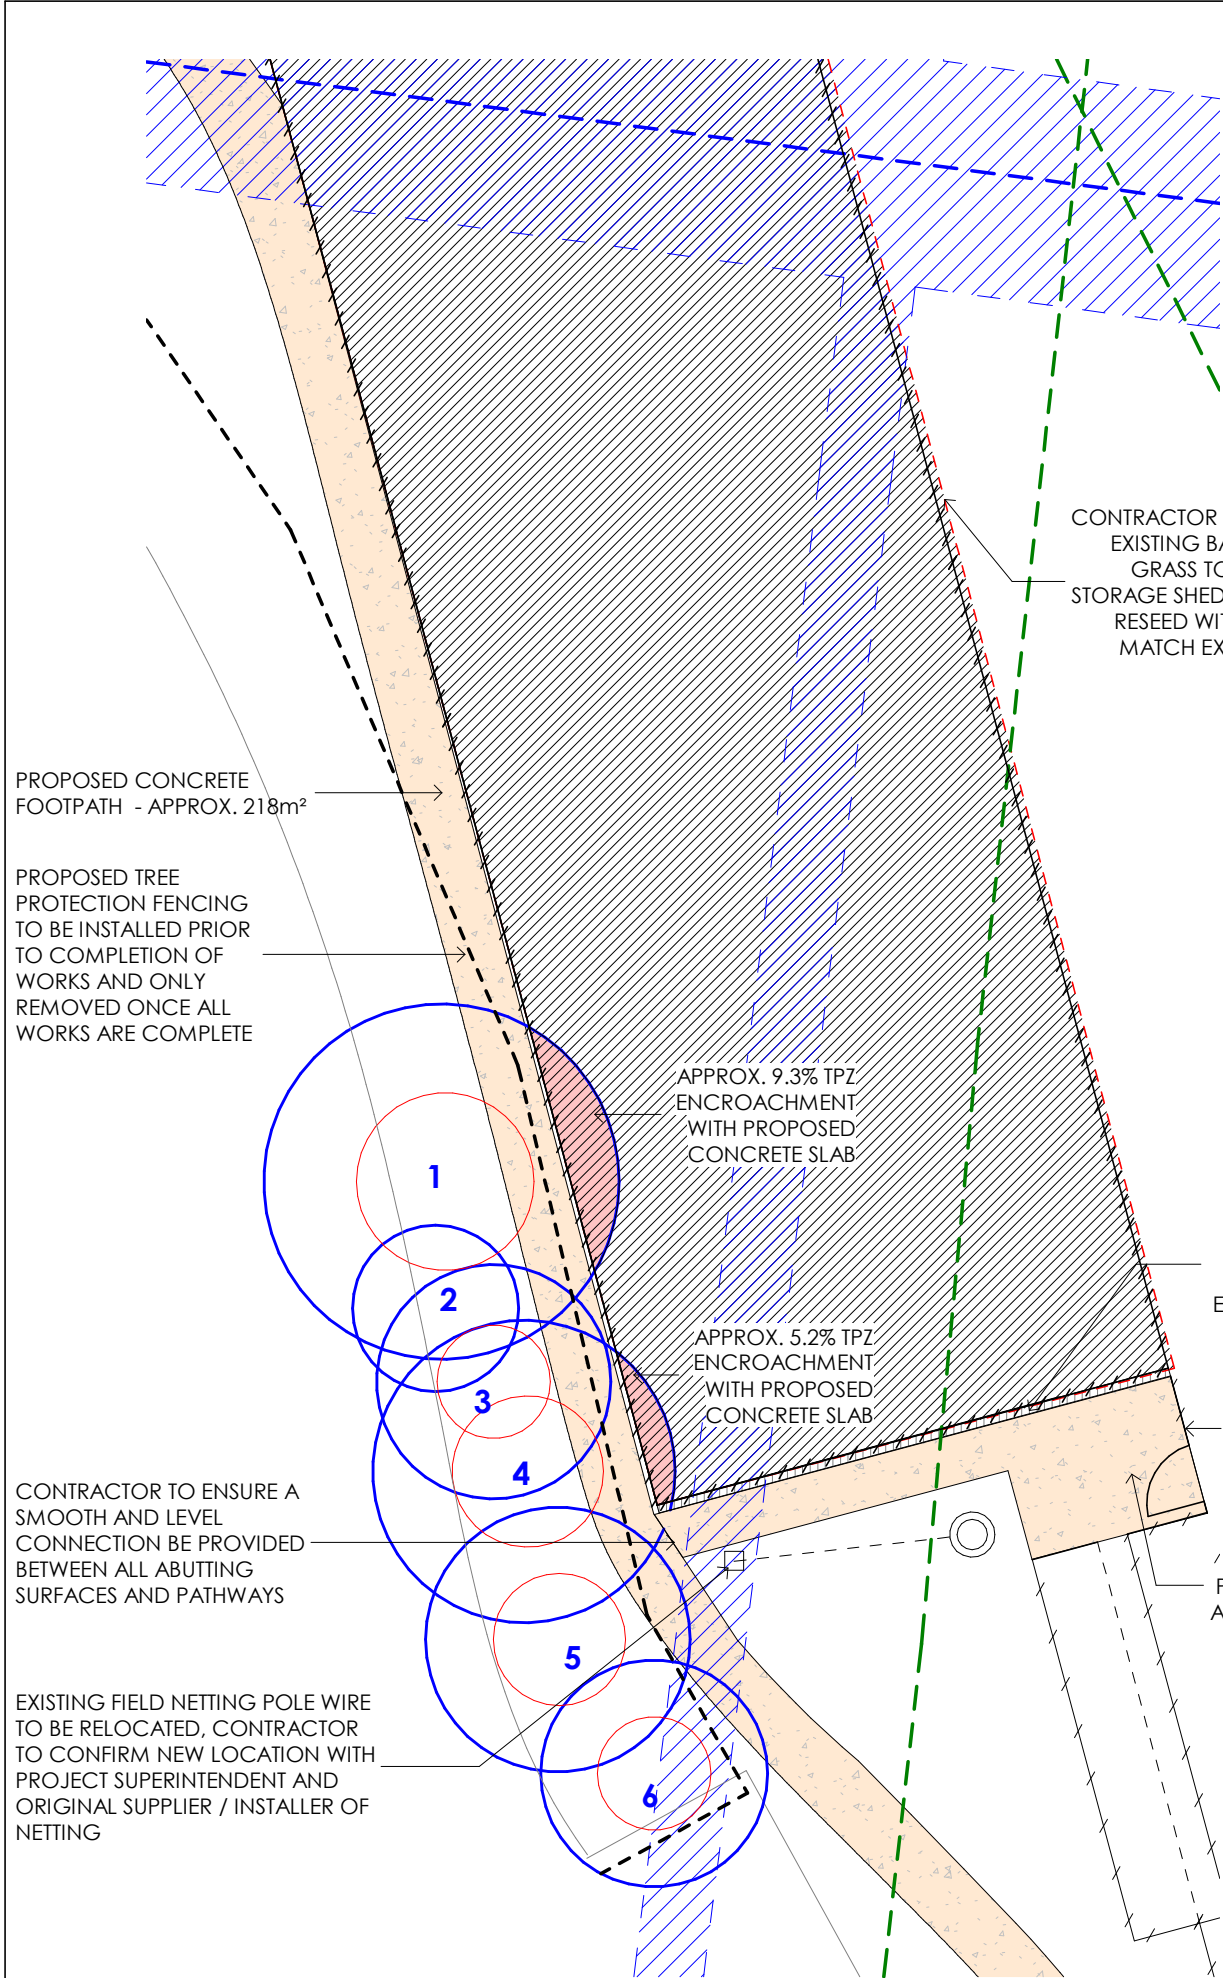 CONTRACTOR
EXISTING BA
GRASS TO
STORAGE SHED
RESEED WIT
MATCH EX
PROPOSED CONCRETE
FOOTPATH - APPROX. 218m²
PROPOSED TREE
PROTECTION FENCING
TO BE INSTALLED PRIOR
TO COMPLETION OF
WORKS AND ONLY
REMOVED ONCE ALL
WORKS ARE COMPLETE
APPROX. 9.3% TPZ
ENCROACHMENT
WITH PROPOSED
CONCRETE SLAB
1
2
E
APPROX. 5.2% TPZ
ENCROACHMENT
WITH PROPOSED
CONCRETE SLAB
3
4
CONTRACTOR TO ENSURE A
SMOOTH AND LEVEL
CONNECTION BE PROVIDED
BETWEEN ALL ABUTTING
SURFACES AND PATHWAYS
A
5
EXISTING FIELD NETTING POLE WIRE
TO BE RELOCATED, CONTRACTOR
TO CONFIRM NEW LOCATION WITH
PROJECT SUPERINTENDENT AND
ORIGINAL SUPPLIER / INSTALLER OF
NETTING
6